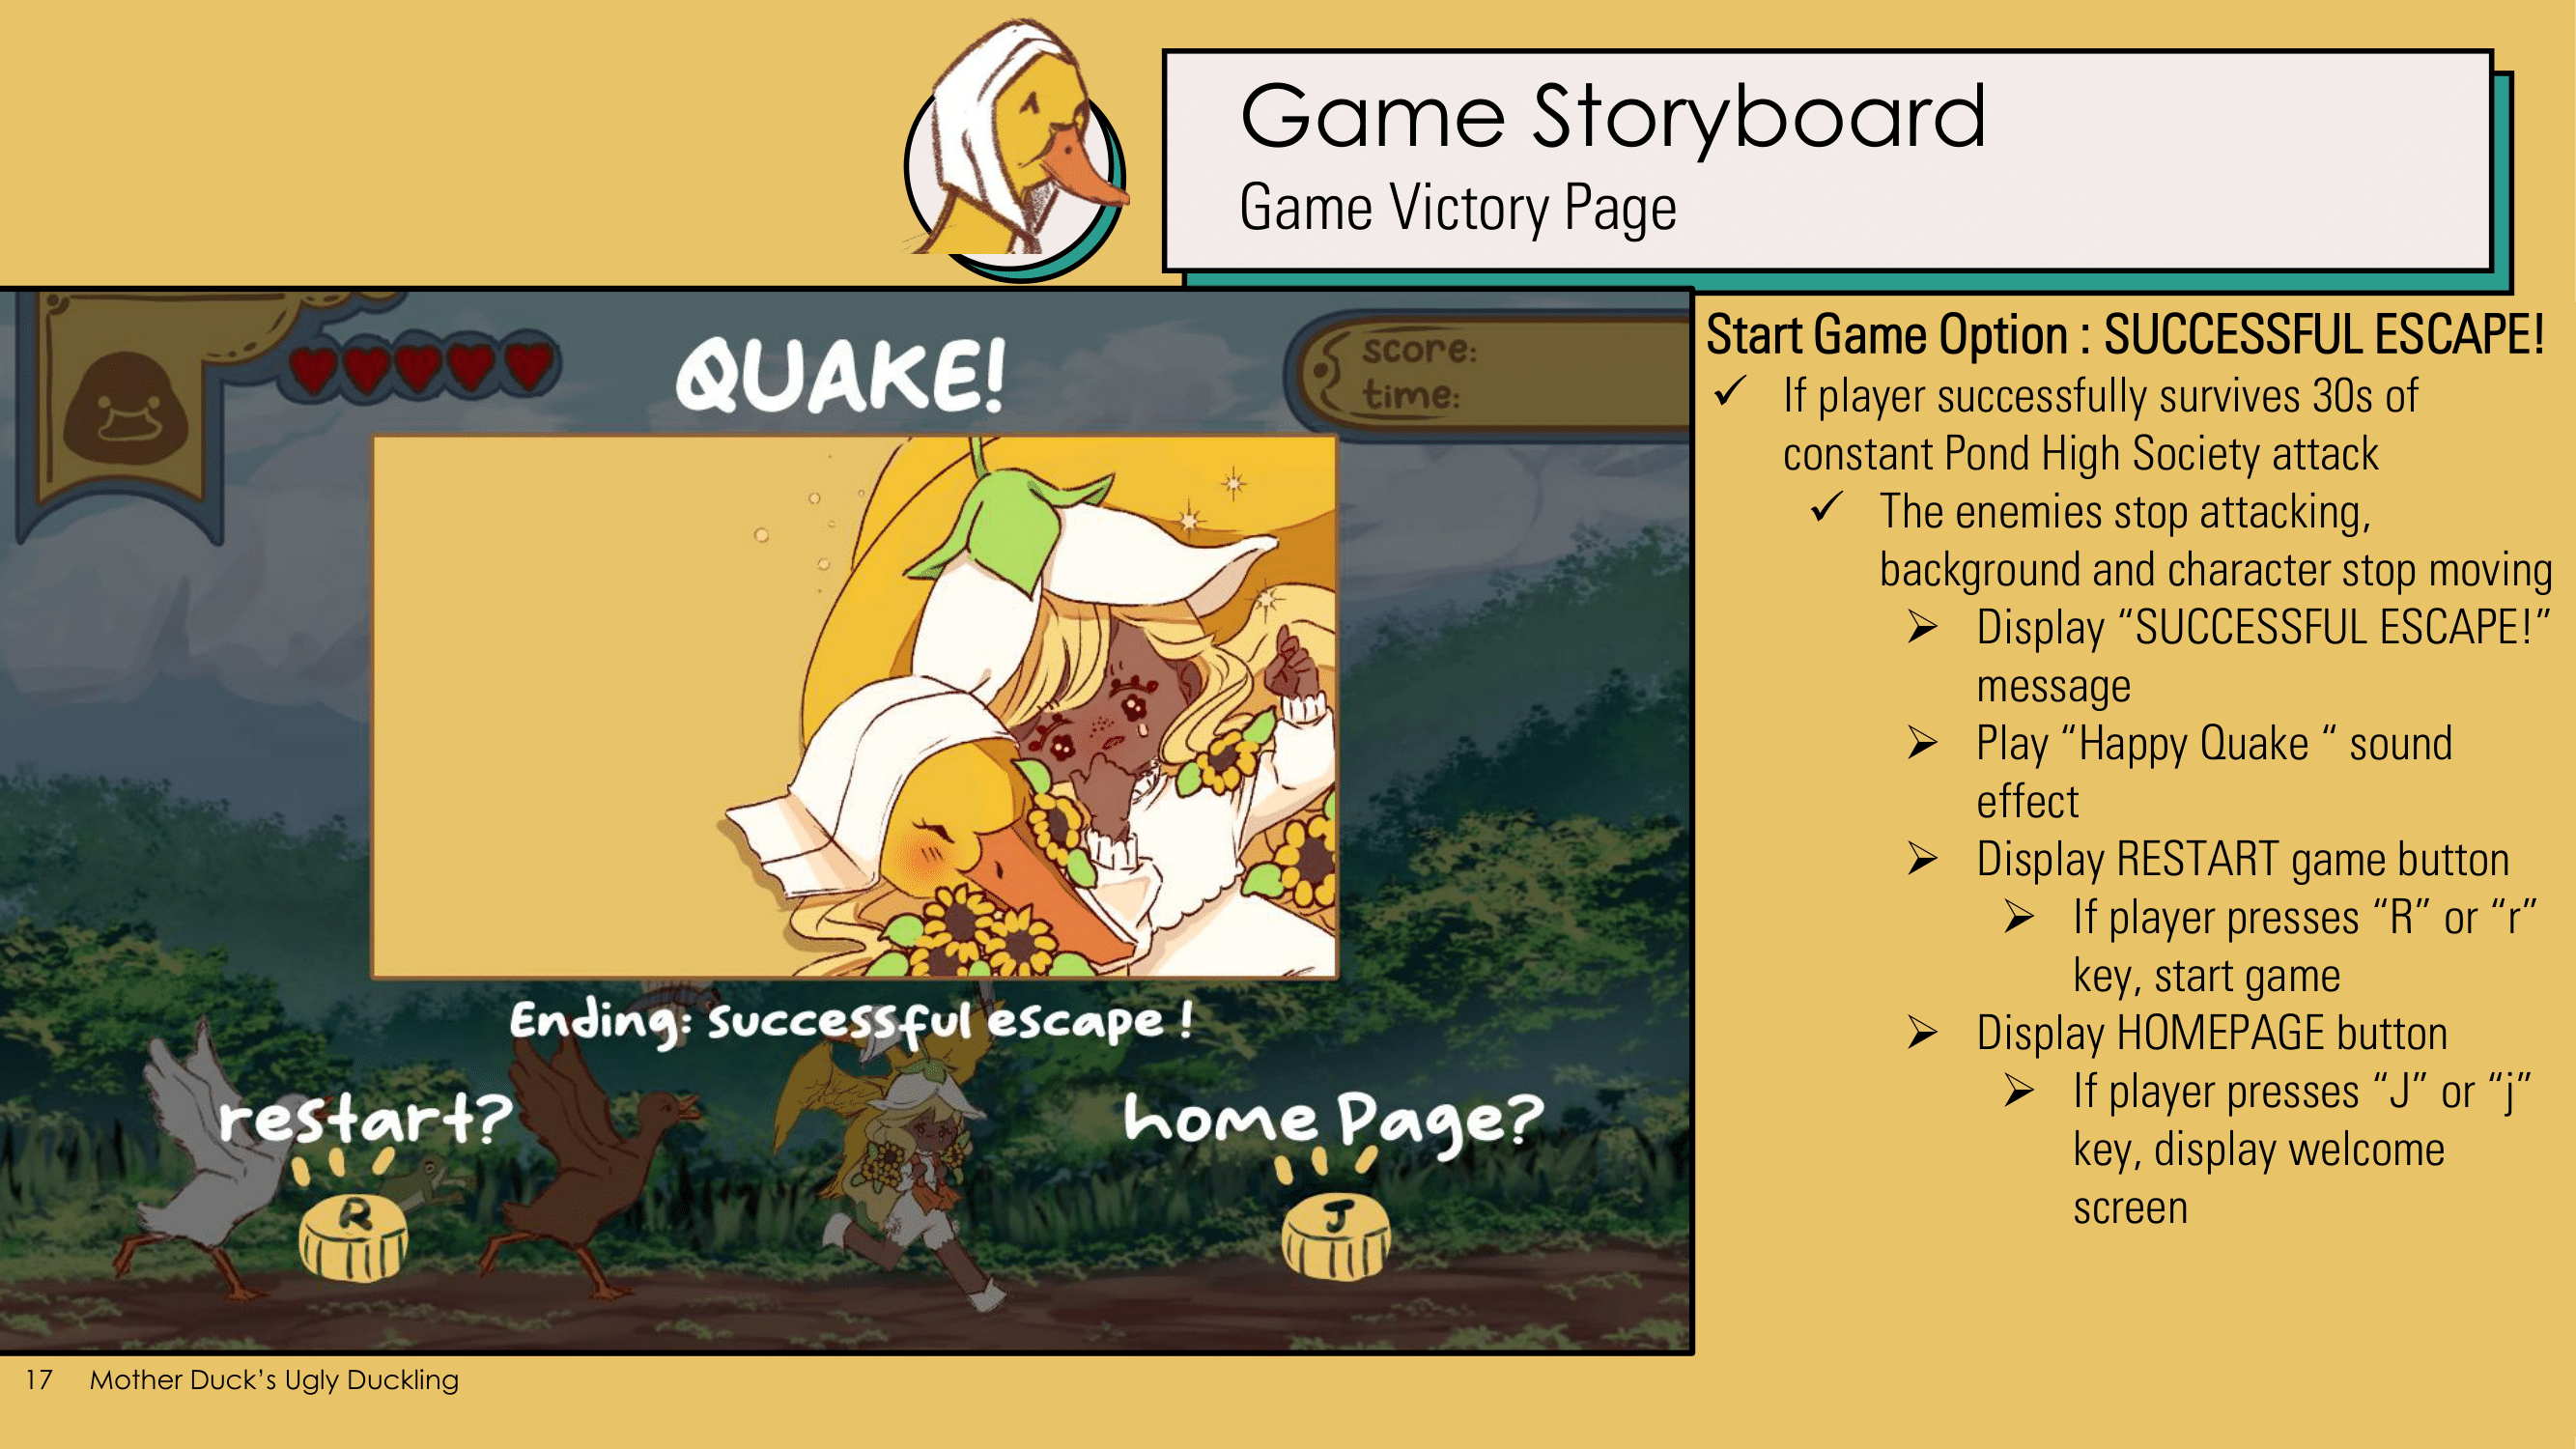 Game Storyboard
Game Victory Page
QUAKE!
score:
time:
Ending: successful escape !
restart?
home Page?
R
J
Start Game Option : SUCCESSFUL ESCAPE!
✓ If player successfully survives 30s of
constant Pond High Society attack
✓ The enemies stop attacking,
background and character stop moving
➢ Display “SUCCESSFUL ESCAPE!”
message
➢ Play “Happy Quake “ sound
effect
➢ Display RESTART game button
➢ If player presses “R” or “r”
key, start game
➢ Display HOMEPAGE button
➢ If player presses “J” or “j”
key, display welcome
screen
17 Mother Duck’s Ugly Duckling